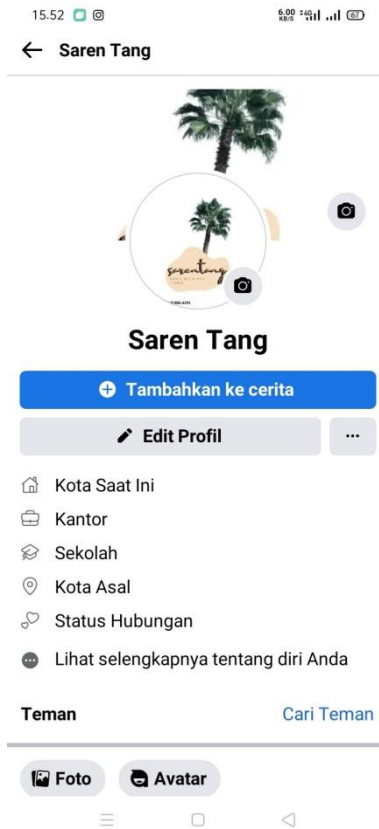 15.52
6.00 KB/S 4G 67
Saren Tang
sarentang
Saren Tang
Tambahkan ke cerita
Edit Profil
Kota Saat Ini
Kantor
Sekolah
Kota Asal
Status Hubungan
Lihat selengkapnya tentang diri Anda
Teman Cari Teman
Foto Avatar